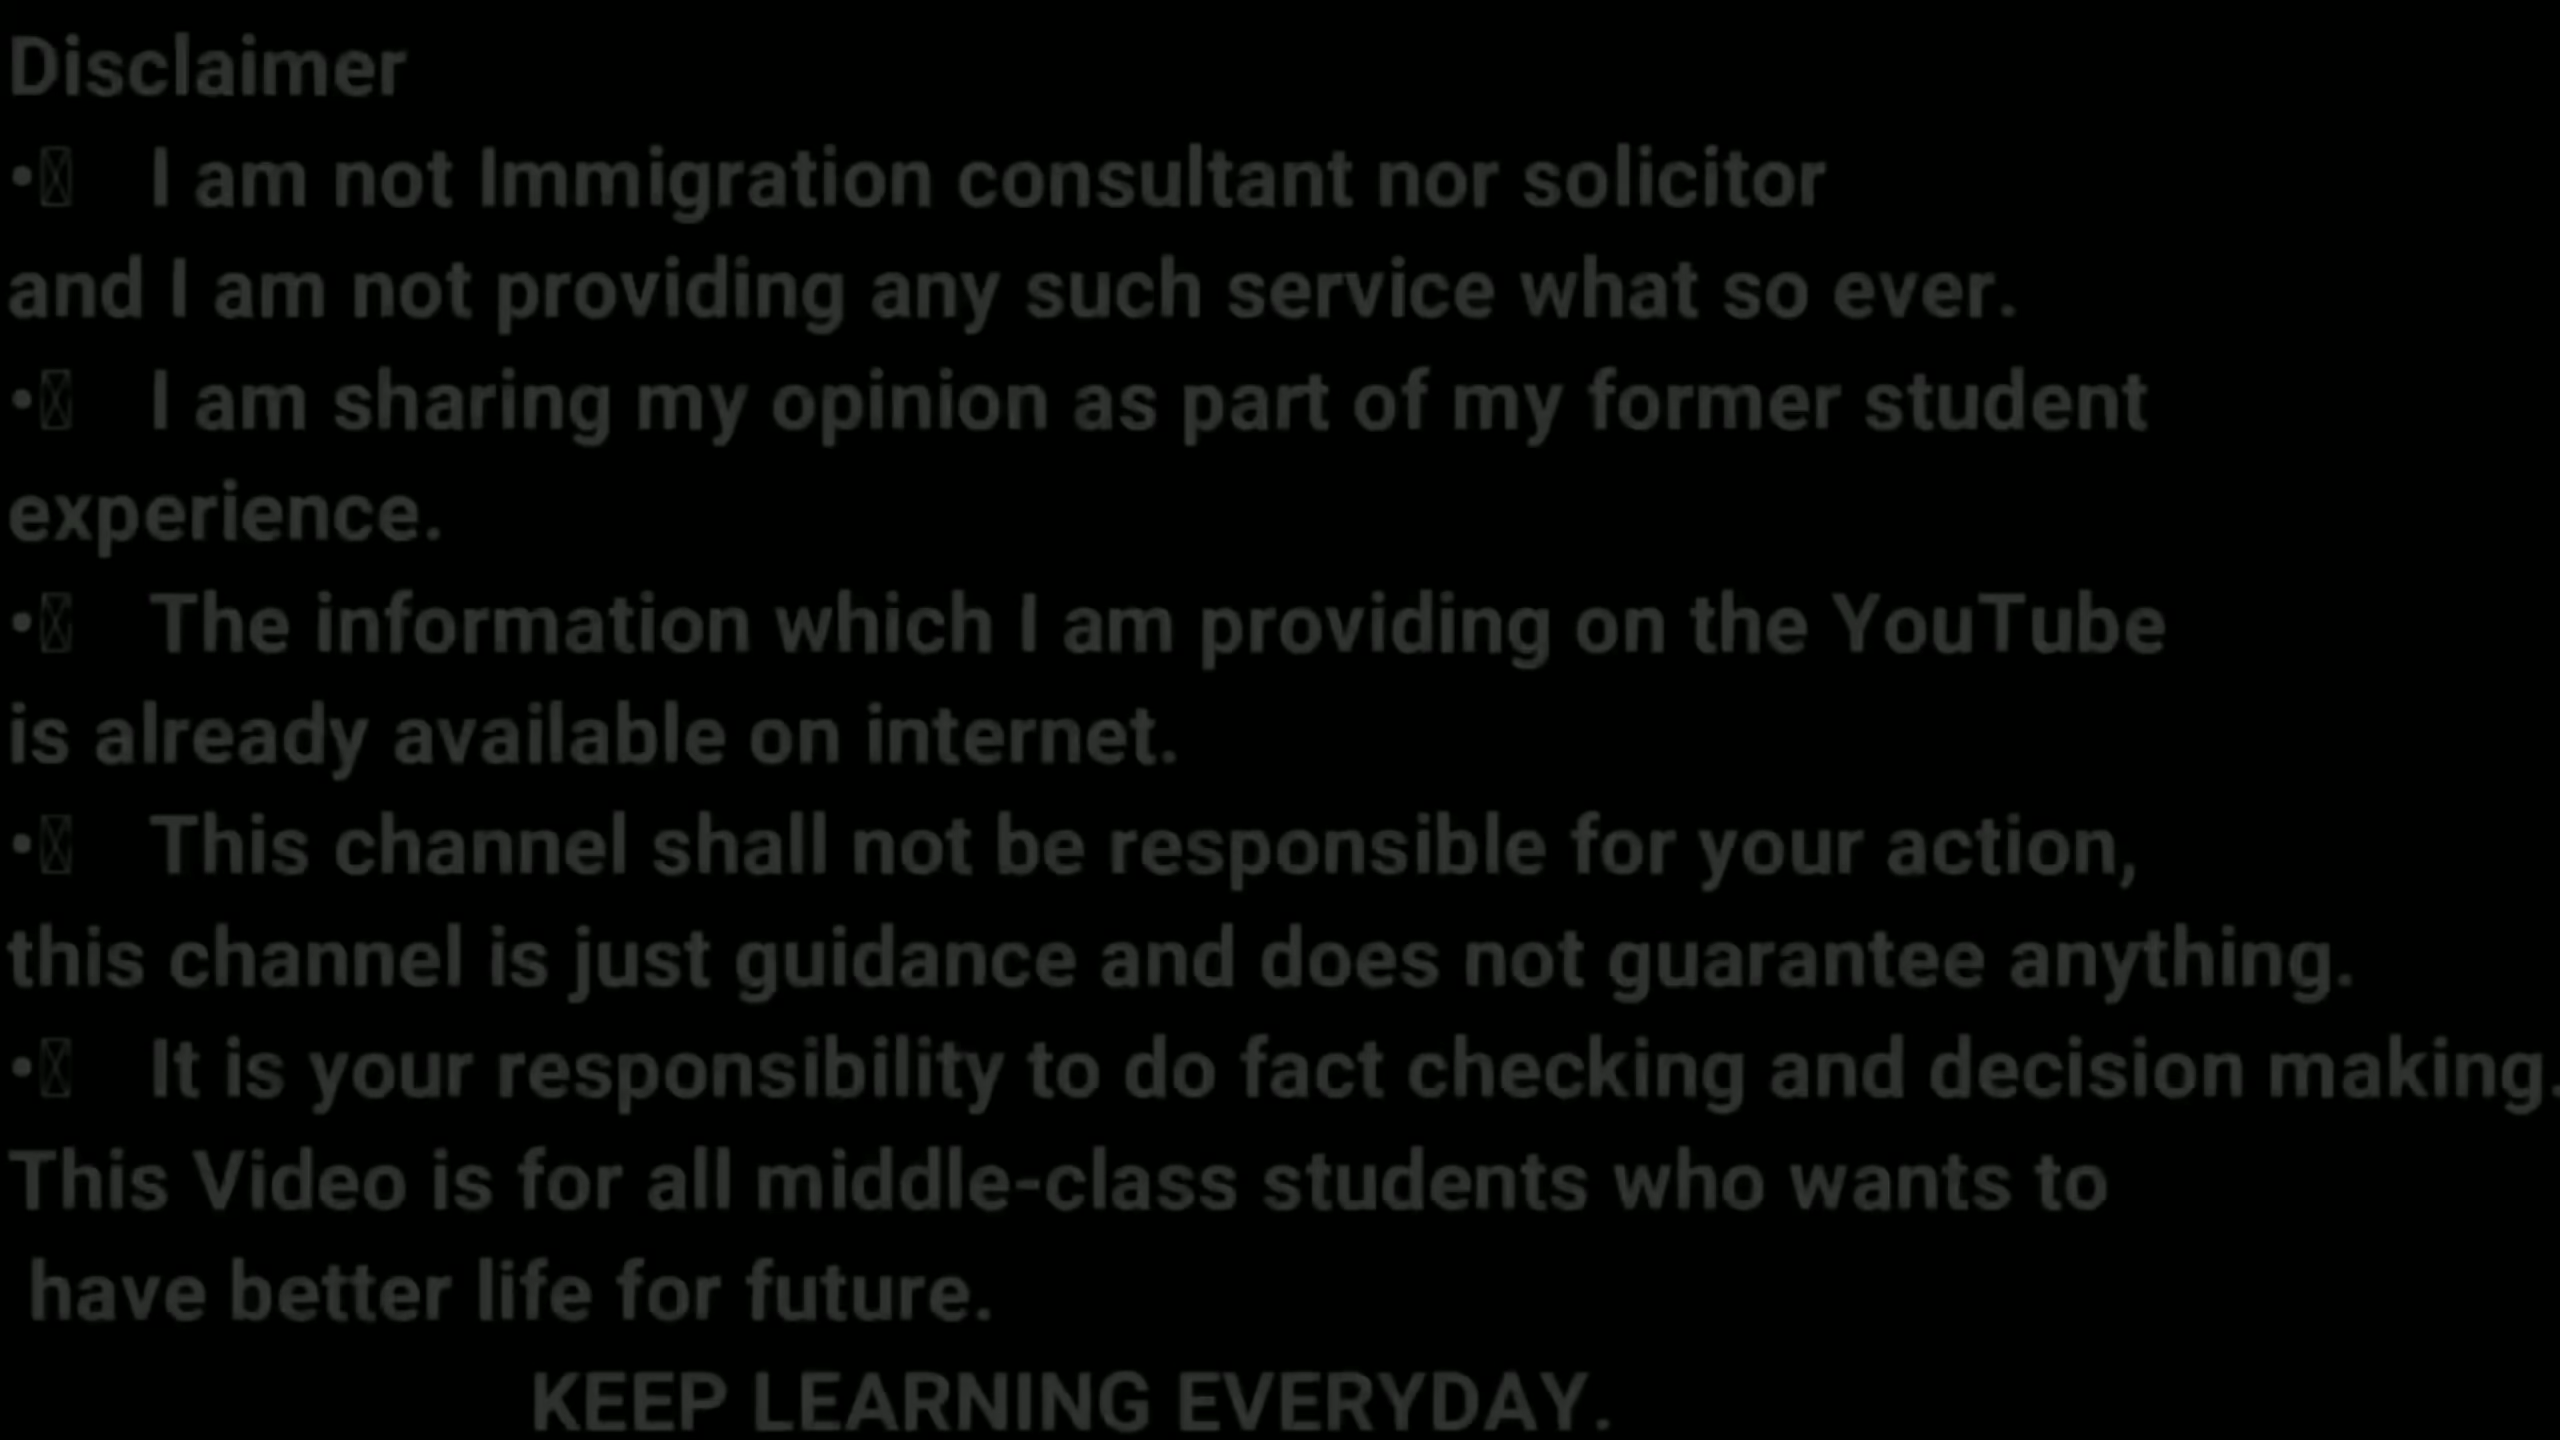 Disclaimer
• I am not Immigration consultant nor solicitor
and I am not providing any such service what so ever.
• I am sharing my opinion as part of my former student
experience.
• The information which I am providing on the YouTube
is already available on internet.
• This channel shall not be responsible for your action,
this channel is just guidance and does not guarantee anything.
• It is your responsibility to do fact checking and decision making.
This Video is for all middle-class students who wants to
have better life for future.
KEEP LEARNING EVERYDAY.